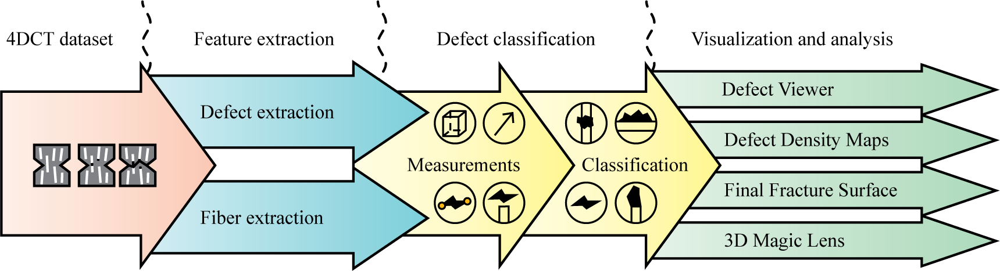 4DCT dataset
Feature extraction
Defect classification
Visualization and analysis
Defect extraction
Fiber extraction
Measurements
Classification
Defect Viewer
Defect Density Maps
Final Fracture Surface
3D Magic Lens